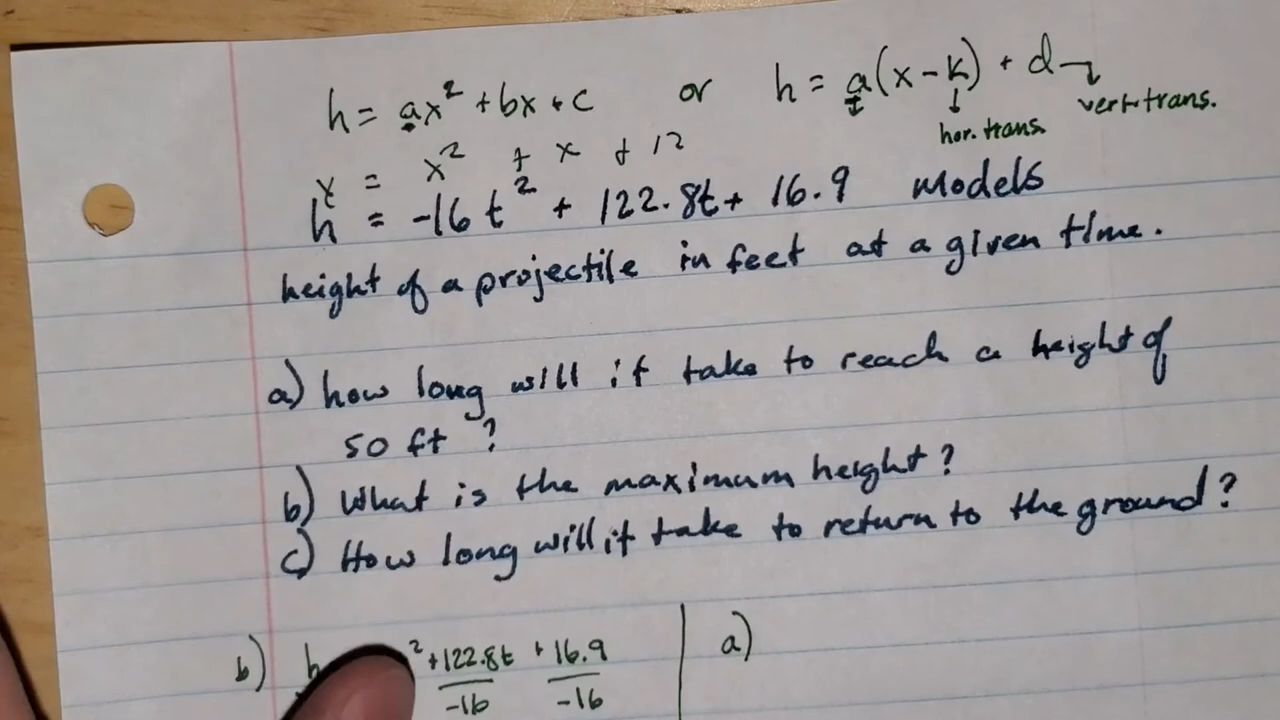 h = ax² + bx + c or h = a(x - k) + d
hor. trans. vert. trans.
y = x² + x + 12
h = -16t² + 122.8t + 16.9 models
height of a projectile in feet at a given time.
a) how long will it take to reach a height of
50 ft ?
b) What is the maximum height?
c) How long will it take to return to the ground?
b) h ² +122.8t +16.9 a)
-16 -16